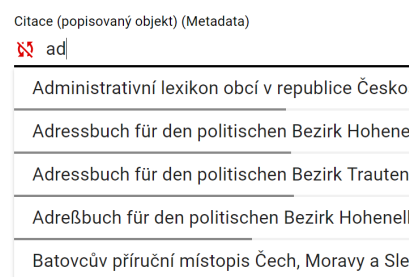 Citace (popisovaný objekt) (Metadata)
ad
Administrativní lexikon obcí v republice Česko
Adressbuch für den politischen Bezirk Hohene
Adressbuch für den politischen Bezirk Trauten
Adreßbuch für den politischen Bezirk Hohenel
Batovcův příruční místopis Čech, Moravy a Sle